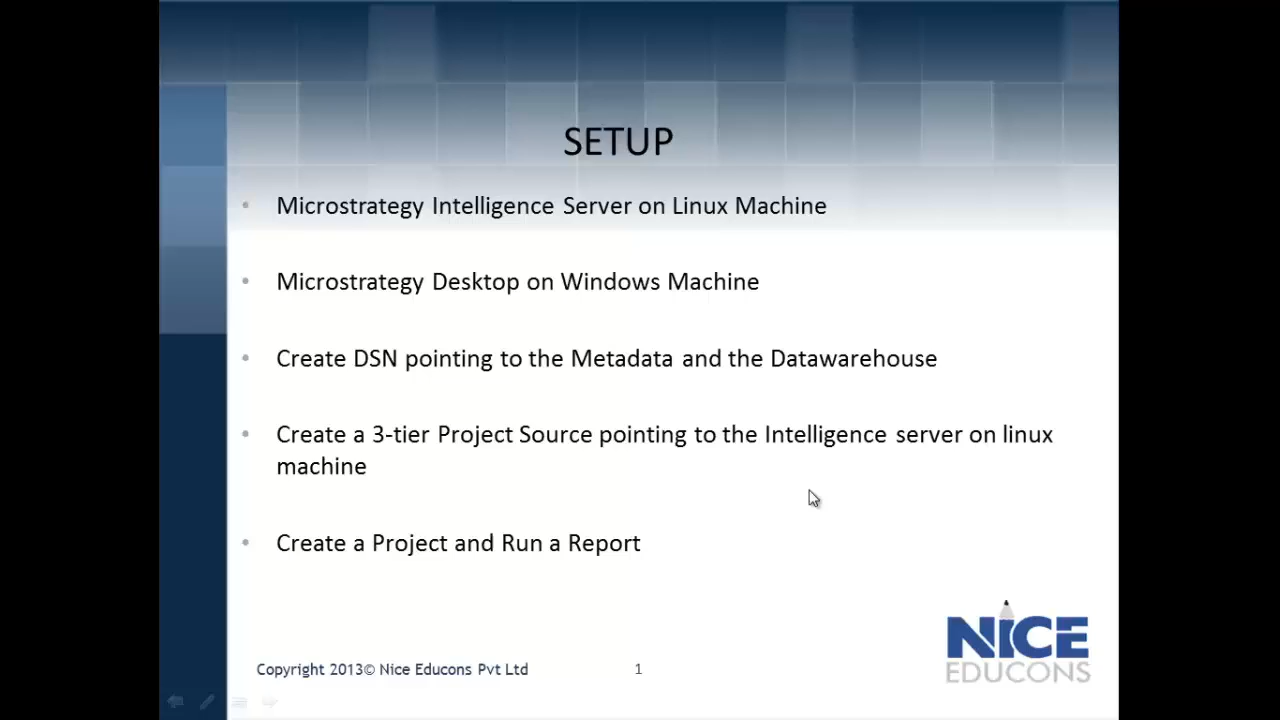 SETUP
• Microstrategy Intelligence Server on Linux Machine
• Microstrategy Desktop on Windows Machine
• Create DSN pointing to the Metadata and the Datawarehouse
• Create a 3-tier Project Source pointing to the Intelligence server on linux
machine
• Create a Project and Run a Report
NICE
EDUCONS
Copyright 2013© Nice Educons Pvt Ltd
1